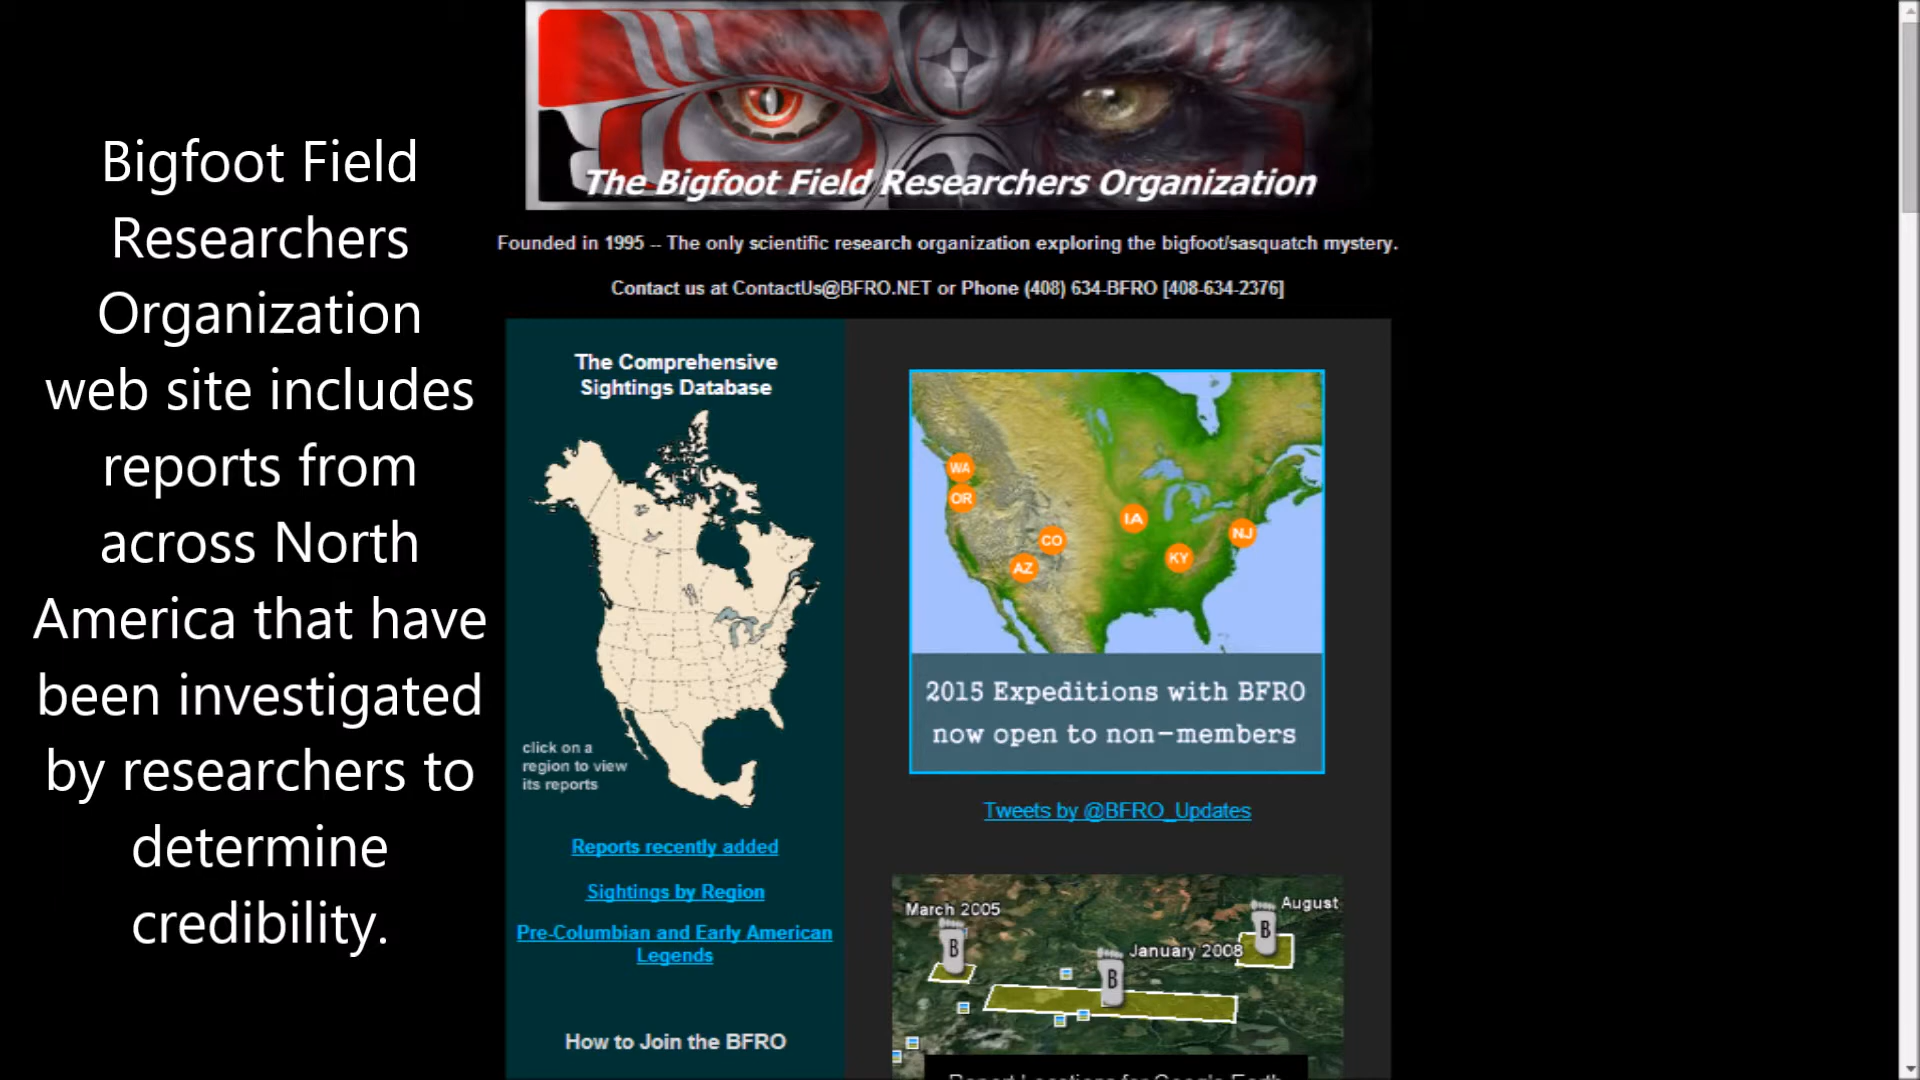 Bigfoot Field
Researchers
Organization
web site includes
reports from
across North
America that have
been investigated
by researchers to
determine
credibility.
The Bigfoot Field Researchers Organization
Founded in 1995 -- The only scientific research organization exploring the bigfoot/sasquatch mystery.
Contact us at ContactUs@BFRO.NET or Phone (408) 634-BFRO [408-634-2376]
The Comprehensive
Sightings Database
click on a
region to view
its reports
Reports recently added
Sightings by Region
Pre-Columbian and Early American
Legends
How to Join the BFRO
WA
OR
IA
NJ
CO
KY
AZ
2015 Expeditions with BFRO
now open to non-members
Tweets by @BFRO_Updates
March 2005
August
B
B
January 2008
B
Report Locations for Google Earth